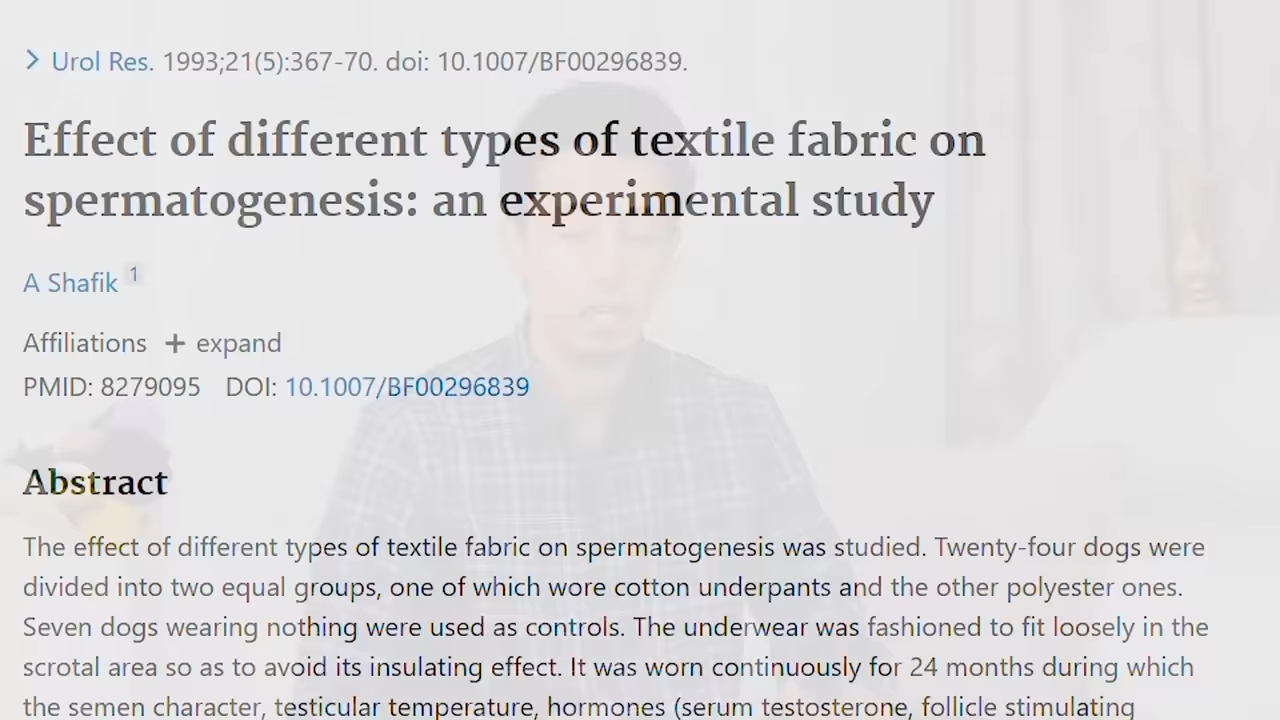 Urol Res. 1993;21(5):367-70. doi: 10.1007/BF00296839.
Effect of different types of textile fabric on
spermatogenesis: an experimental study
A Shafik 1
Affiliations + expand
PMID: 8279095 DOI: 10.1007/BF00296839
Abstract
The effect of different types of textile fabric on spermatogenesis was studied. Twenty-four dogs were
divided into two equal groups, one of which wore cotton underpants and the other polyester ones.
Seven dogs wearing nothing were used as controls. The underwear was fashioned to fit loosely in the
scrotal area so as to avoid its insulating effect. It was worn continuously for 24 months during which
the semen character, testicular temperature, hormones (serum testosterone, follicle stimulating